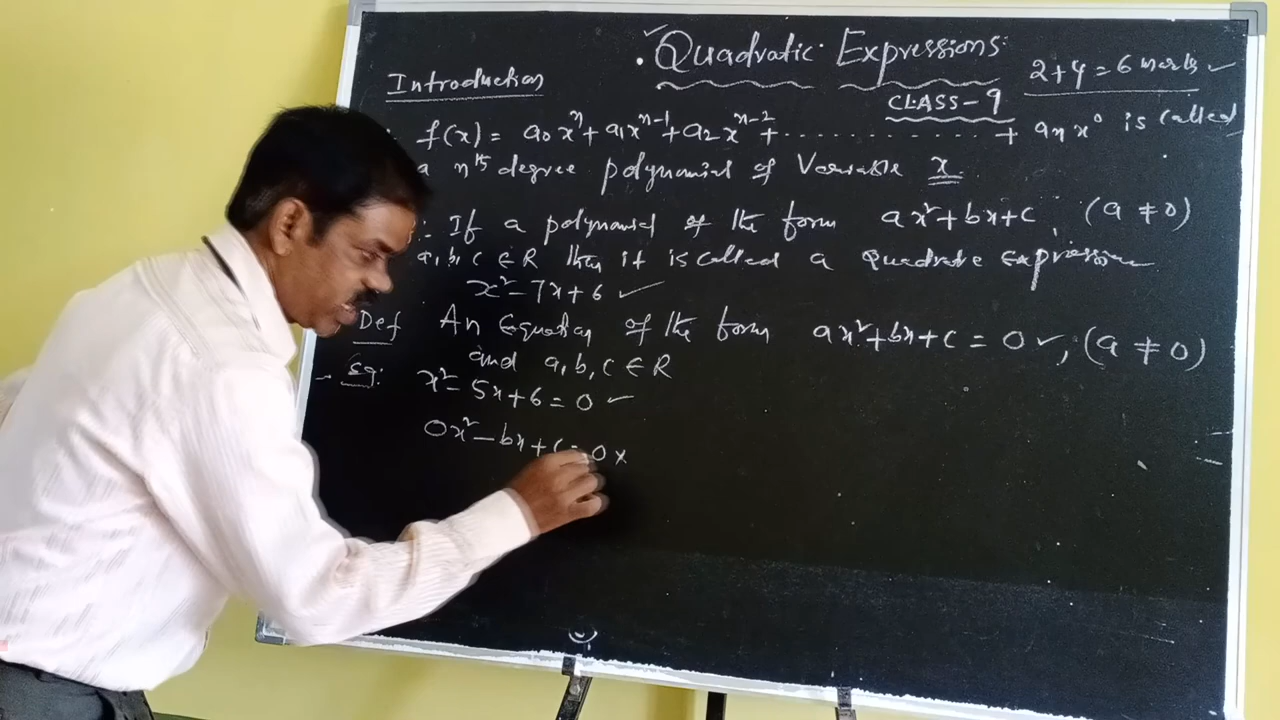 Quadratic Expressions
Introduction
2+4=6 marks ✓
CLASS-9
f(x) = a0x^n + a1x^n-1 + a2x^n-2 + ............ + anx^0 is called
a nth degree polynomial of Variable x.
∴ If a polynomial of the form ax²+bx+c, (a ≠ 0)
a, b, c ∈ R then it is called a Quadratic Expression
x²-7x+6 ✓
Def An Equation of the form ax²+bx+c = 0 ✓, (a ≠ 0)
and a, b, c ∈ R
Eg: x²-5x+6 = 0 ✓
0x²-bx+c=0 x